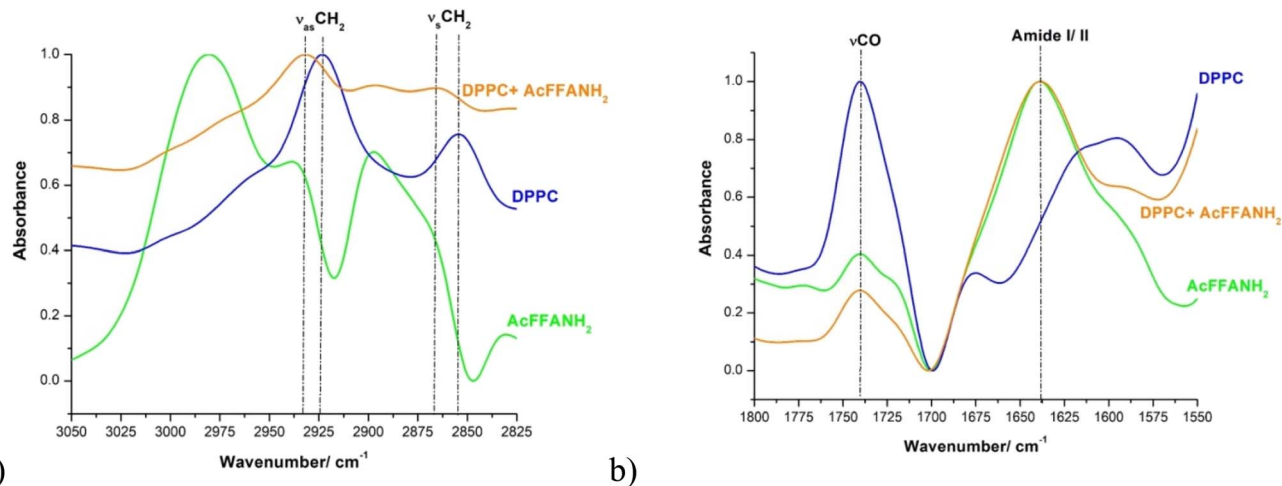 νasCH2 νsCH2
1.0
0.8
0.6
0.4
0.2
0.0
Absorbance
DPPC+ AcFFANH2
DPPC
AcFFANH2
3050 3025 3000 2975 2950 2925 2900 2875 2850 2825
Wavenumber/ cm-1
)
νCO Amide I/ II
1.0
0.8
0.6
0.4
0.2
0.0
Absorbance
DPPC
DPPC+ AcFFANH2
AcFFANH2
1800 1775 1750 1725 1700 1675 1650 1625 1600 1575 1550
Wavenumber/ cm-1
b)